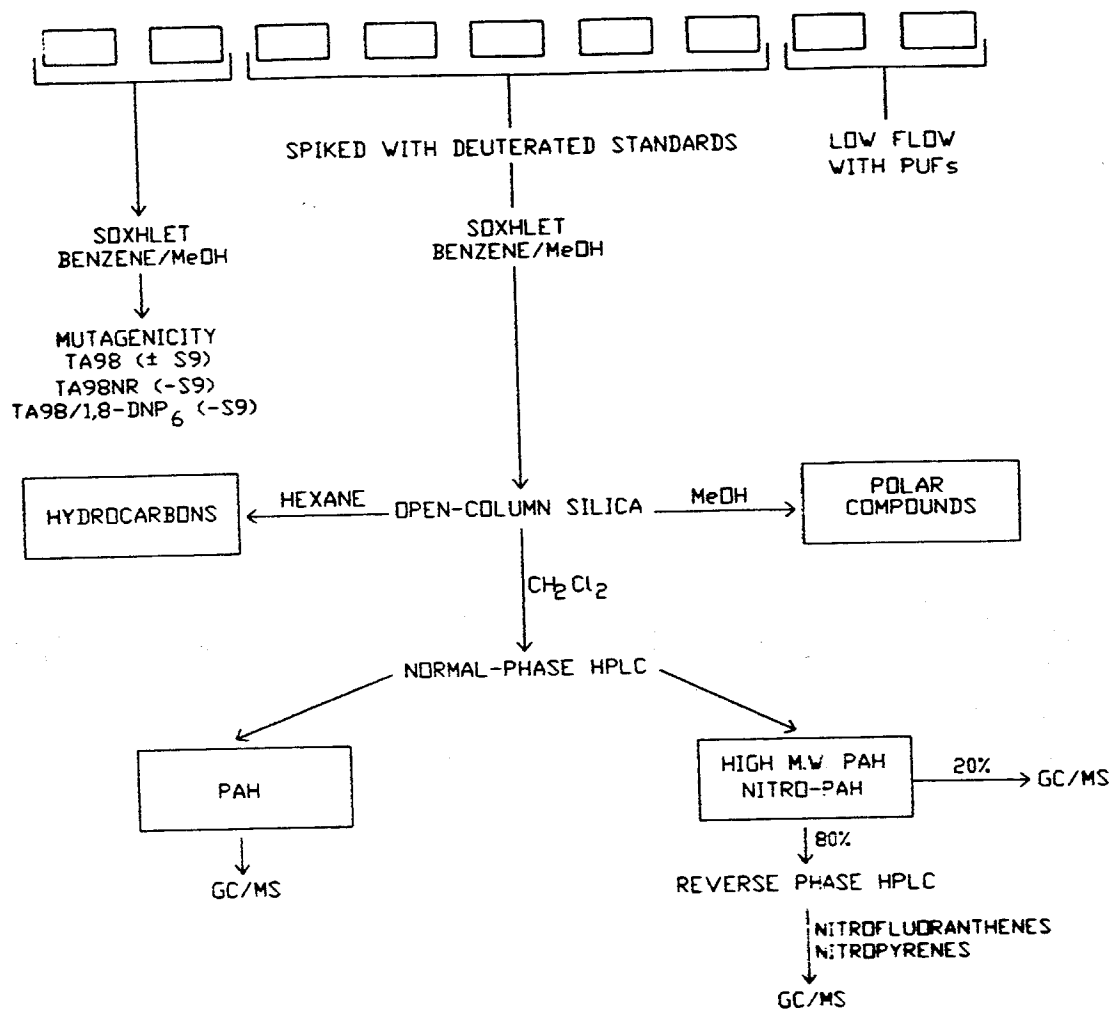 SPIKED WITH DEUTERATED STANDARDS
LOW FLOW
WITH PUFs
SOXHLET
BENZENE/MeOH
SOXHLET
BENZENE/MeOH
MUTAGENICITY
TA98 (± S9)
TA98NR (-S9)
TA98/1,8-DNP6 (-S9)
HYDROCARBONS
HEXANE
OPEN-COLUMN SILICA
MeOH
POLAR
COMPOUNDS
CH2Cl2
NORMAL-PHASE HPLC
PAH
HIGH M.W. PAH
NITRO-PAH
20%
GC/MS
80%
GC/MS
REVERSE PHASE HPLC
NITROFLUORANTHENES
NITROPYRENES
GC/MS